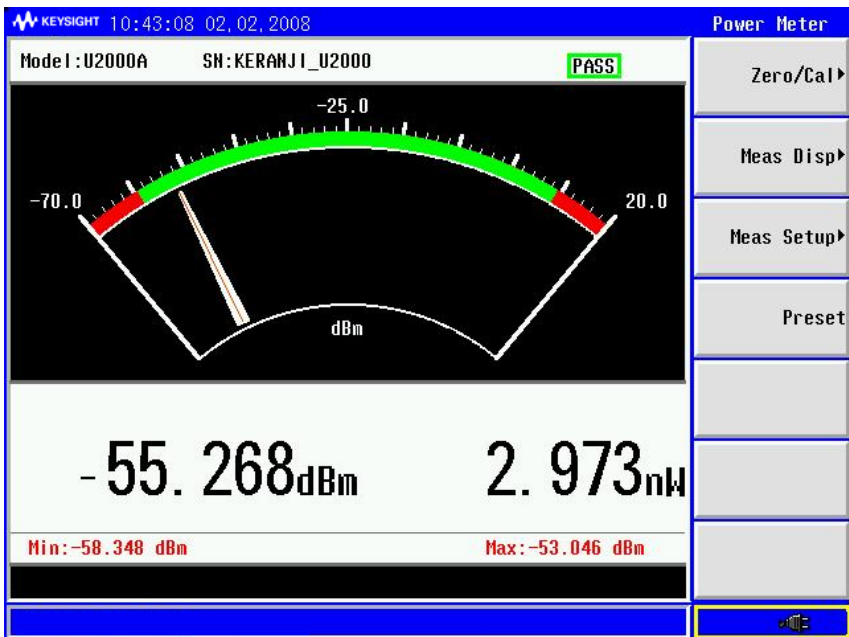 KEYSIGHT 10:43:08 02,02,2008
Power Meter
Model:U2000A SN:KERANJI_U2000 PASS
-25.0
-70.0
20.0
dBm
-55.268dBm 2.973nW
Min:-58.348 dBm Max:-53.046 dBm
Zero/Cal
Meas Disp
Meas Setup
Preset